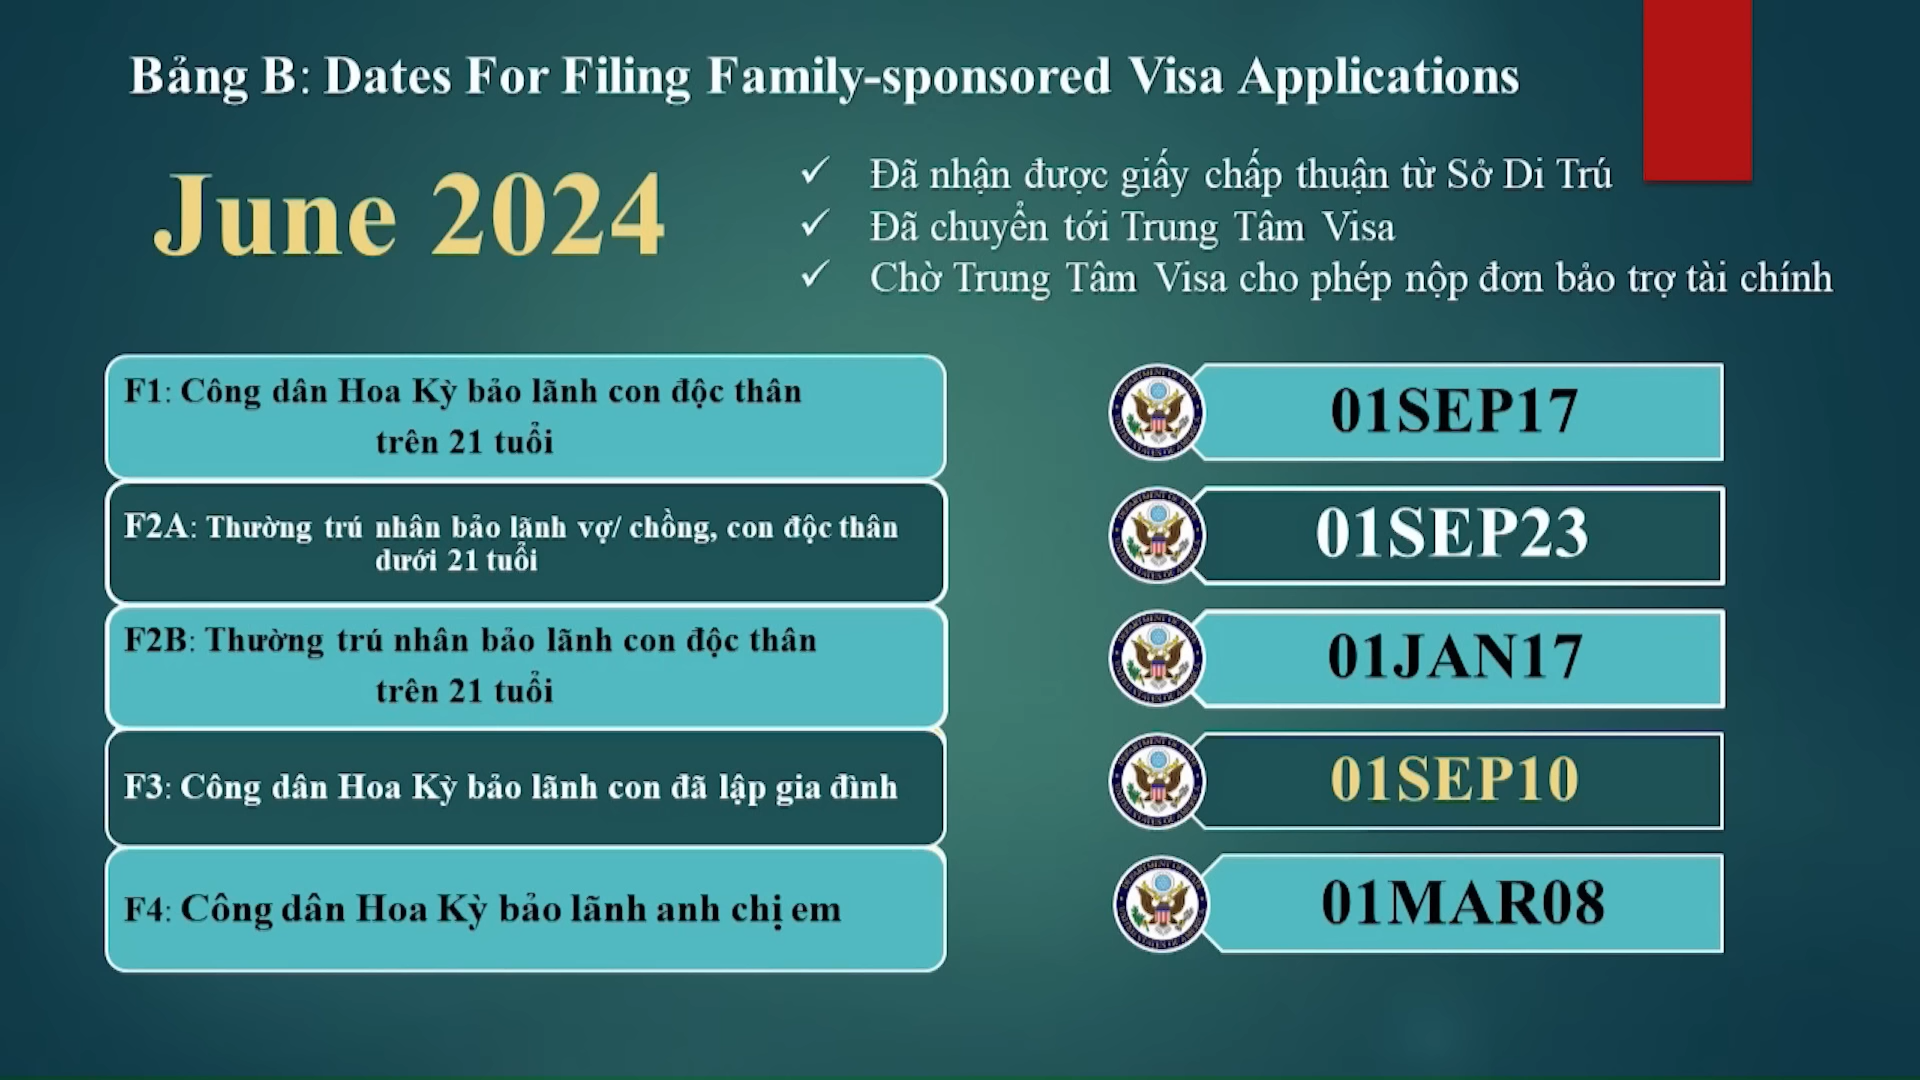 Bảng B: Dates For Filing Family-sponsored Visa Applications
June 2024
✓ Đã nhận được giấy chấp thuận từ Sở Di Trú
✓ Đã chuyển tới Trung Tâm Visa
✓ Chờ Trung Tâm Visa cho phép nộp đơn bảo trợ tài chính
F1: Công dân Hoa Kỳ bảo lãnh con độc thân
trên 21 tuổi
01SEP17
F2A: Thường trú nhân bảo lãnh vợ/ chồng, con độc thân
dưới 21 tuổi
01SEP23
F2B: Thường trú nhân bảo lãnh con độc thân
trên 21 tuổi
01JAN17
F3: Công dân Hoa Kỳ bảo lãnh con đã lập gia đình
01SEP10
F4: Công dân Hoa Kỳ bảo lãnh anh chị em
01MAR08